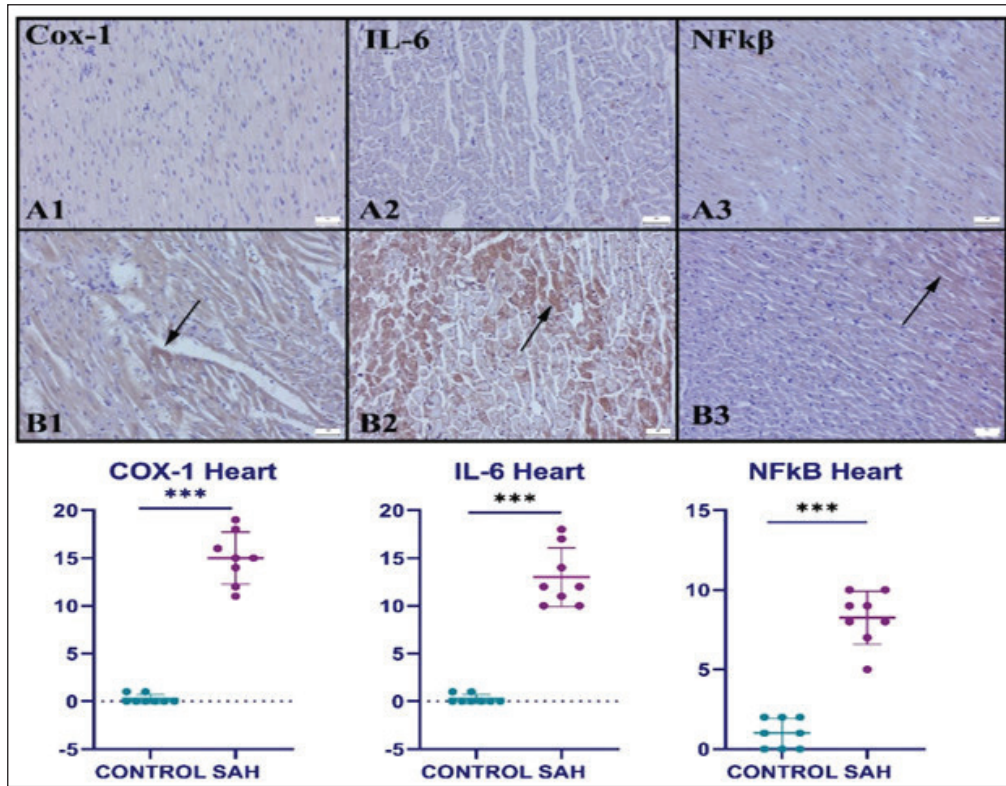 Cox-1
IL-6
NFkβ
A1
A2
A3
B1
B2
B3
COX-1 Heart
***
20
15
10
5
0
-5
CONTROL SAH
IL-6 Heart
***
20
15
10
5
0
-5
CONTROL SAH
NFkB Heart
***
15
10
5
0
CONTROL SAH